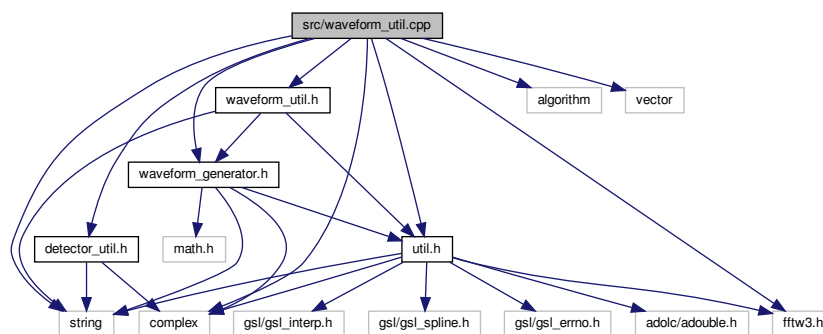 src/waveform_util.cpp
waveform_util.h
algorithm
vector
waveform_generator.h
detector_util.h
math.h
util.h
string
complex
gsl/gsl_interp.h
gsl/gsl_spline.h
gsl/gsl_errno.h
adolc/adouble.h
fftw3.h